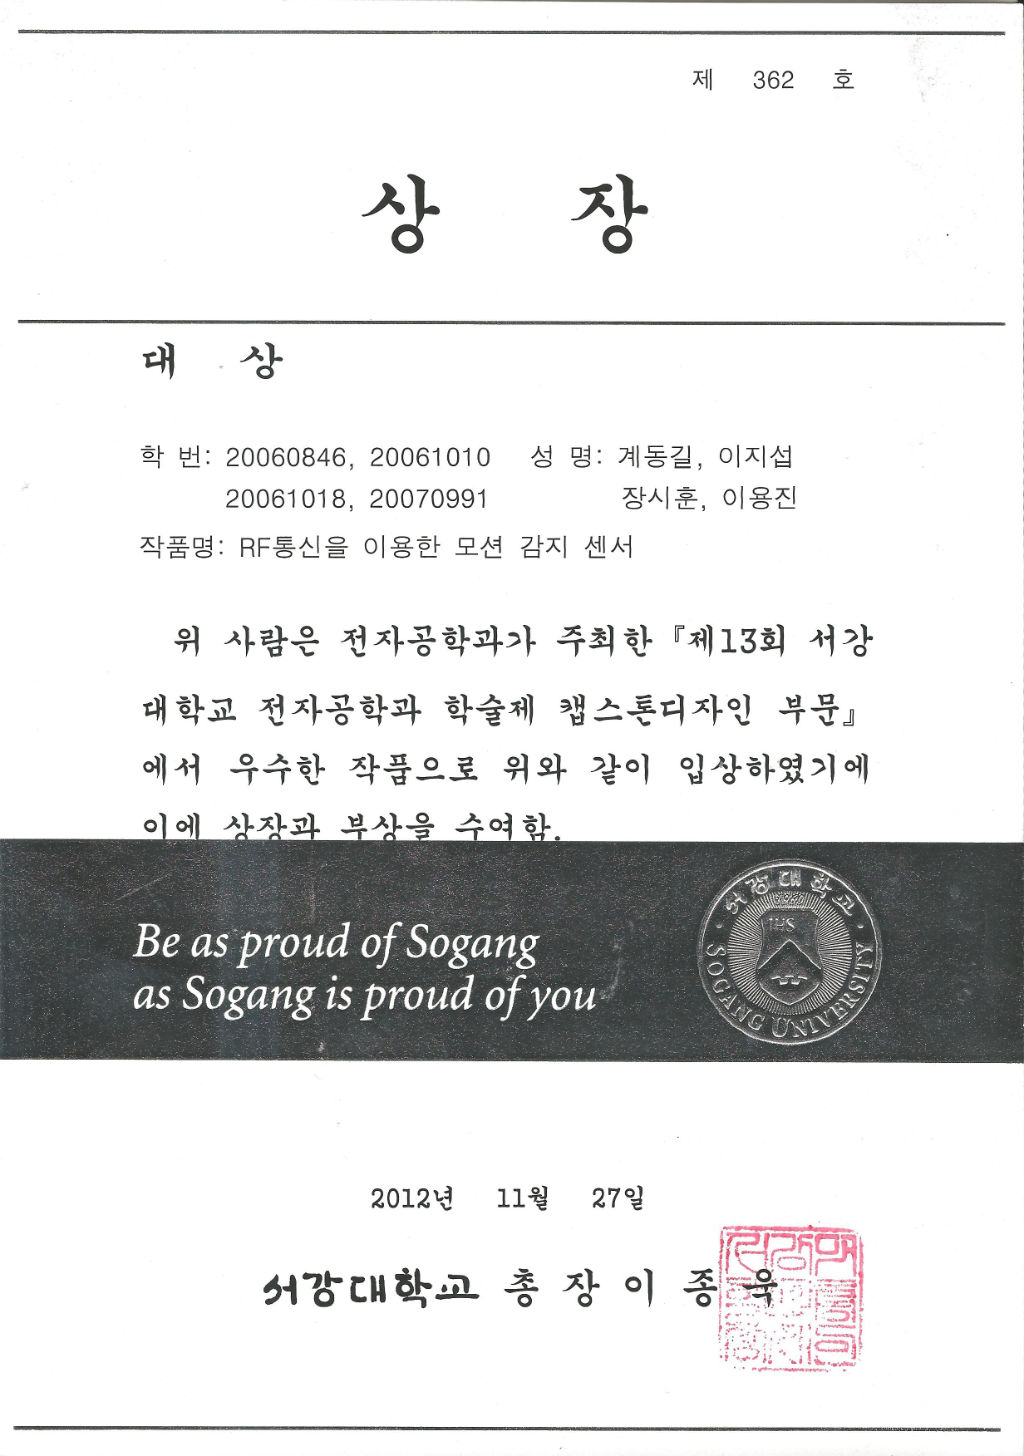 제 362 호
상 장
대 상
학 번: 20060846, 20061010 성 명: 계동길, 이지섭
20061018, 20070991 장시훈, 이용진
작품명: RF통신을 이용한 모션 감지 센서
위 사람은 전자공학과가 주최한 『제13회 서강
대학교 전자공학과 학술제 캡스톤디자인 부문』
에서 우수한 작품으로 위와 같이 입상하였기에
이에 상장과 부상을 수여함.
Be as proud of Sogang
as Sogang is proud of you
서강대학교
IHS
SOGANG UNIVERSITY
2012년 11월 27일
서강대학교 총장 이종욱